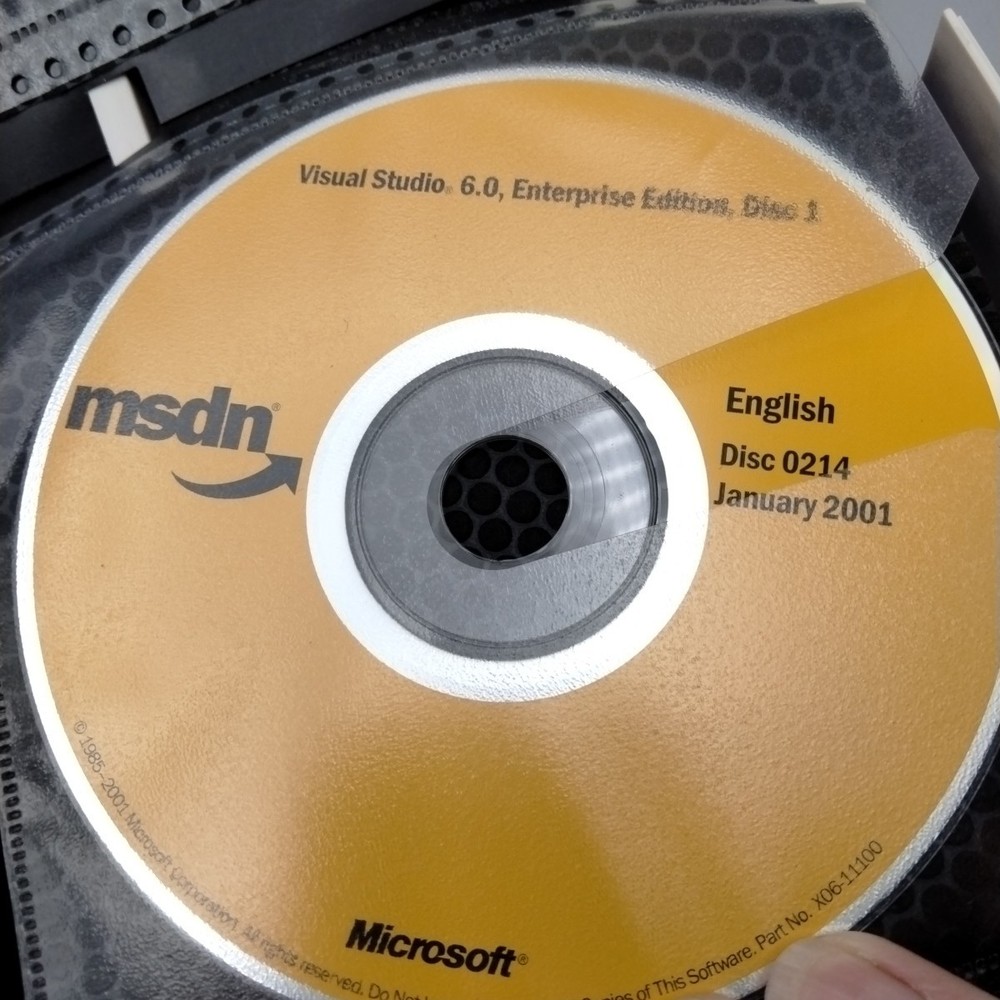 Visual Studio® 6.0, Enterprise Edition, Disc 1
msdn®
English
Disc 0214
January 2001
© 1985-2001 Microsoft Corporation. All rights reserved. Do Not
Copies of This Software. Part No. X06-11100
Microsoft®